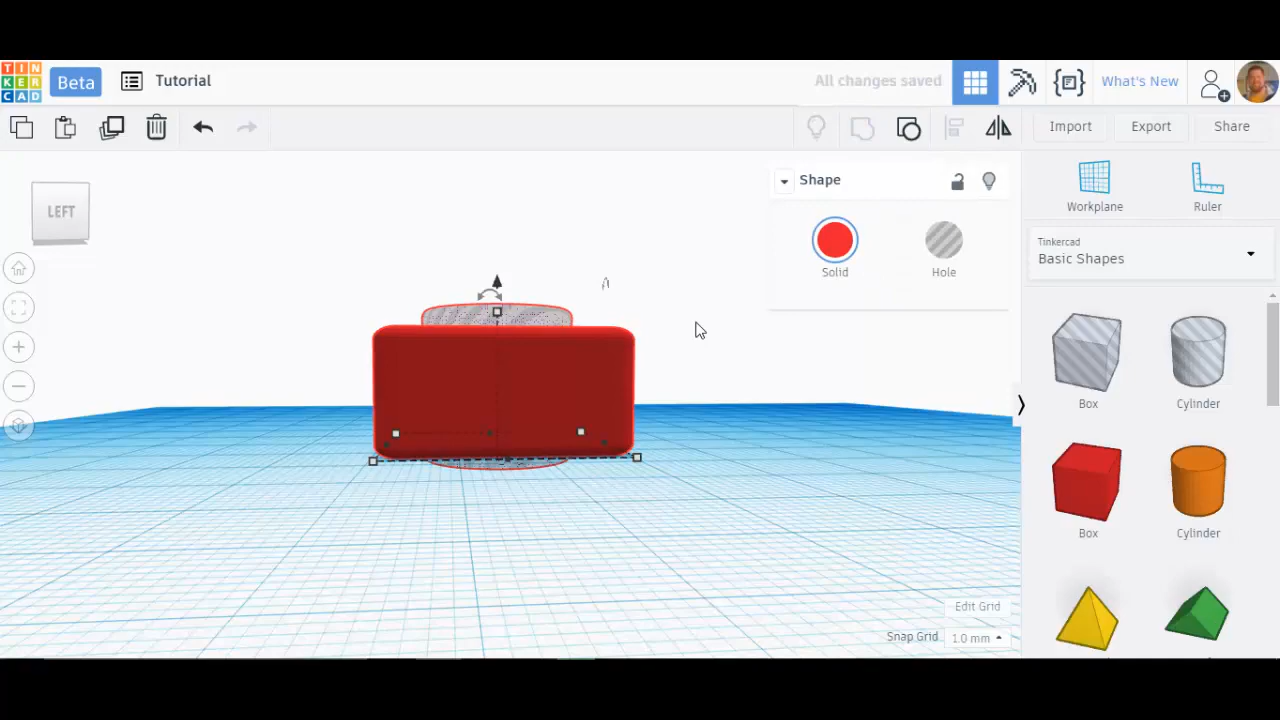 TIN
KER
CAD
Beta
Tutorial
All changes saved
What's New
Import
Export
Share
LEFT
Shape
Solid
Hole
Workplane
Ruler
Tinkercad
Basic Shapes
Box
Cylinder
Box
Cylinder
Edit Grid
Snap Grid
1.0 mm